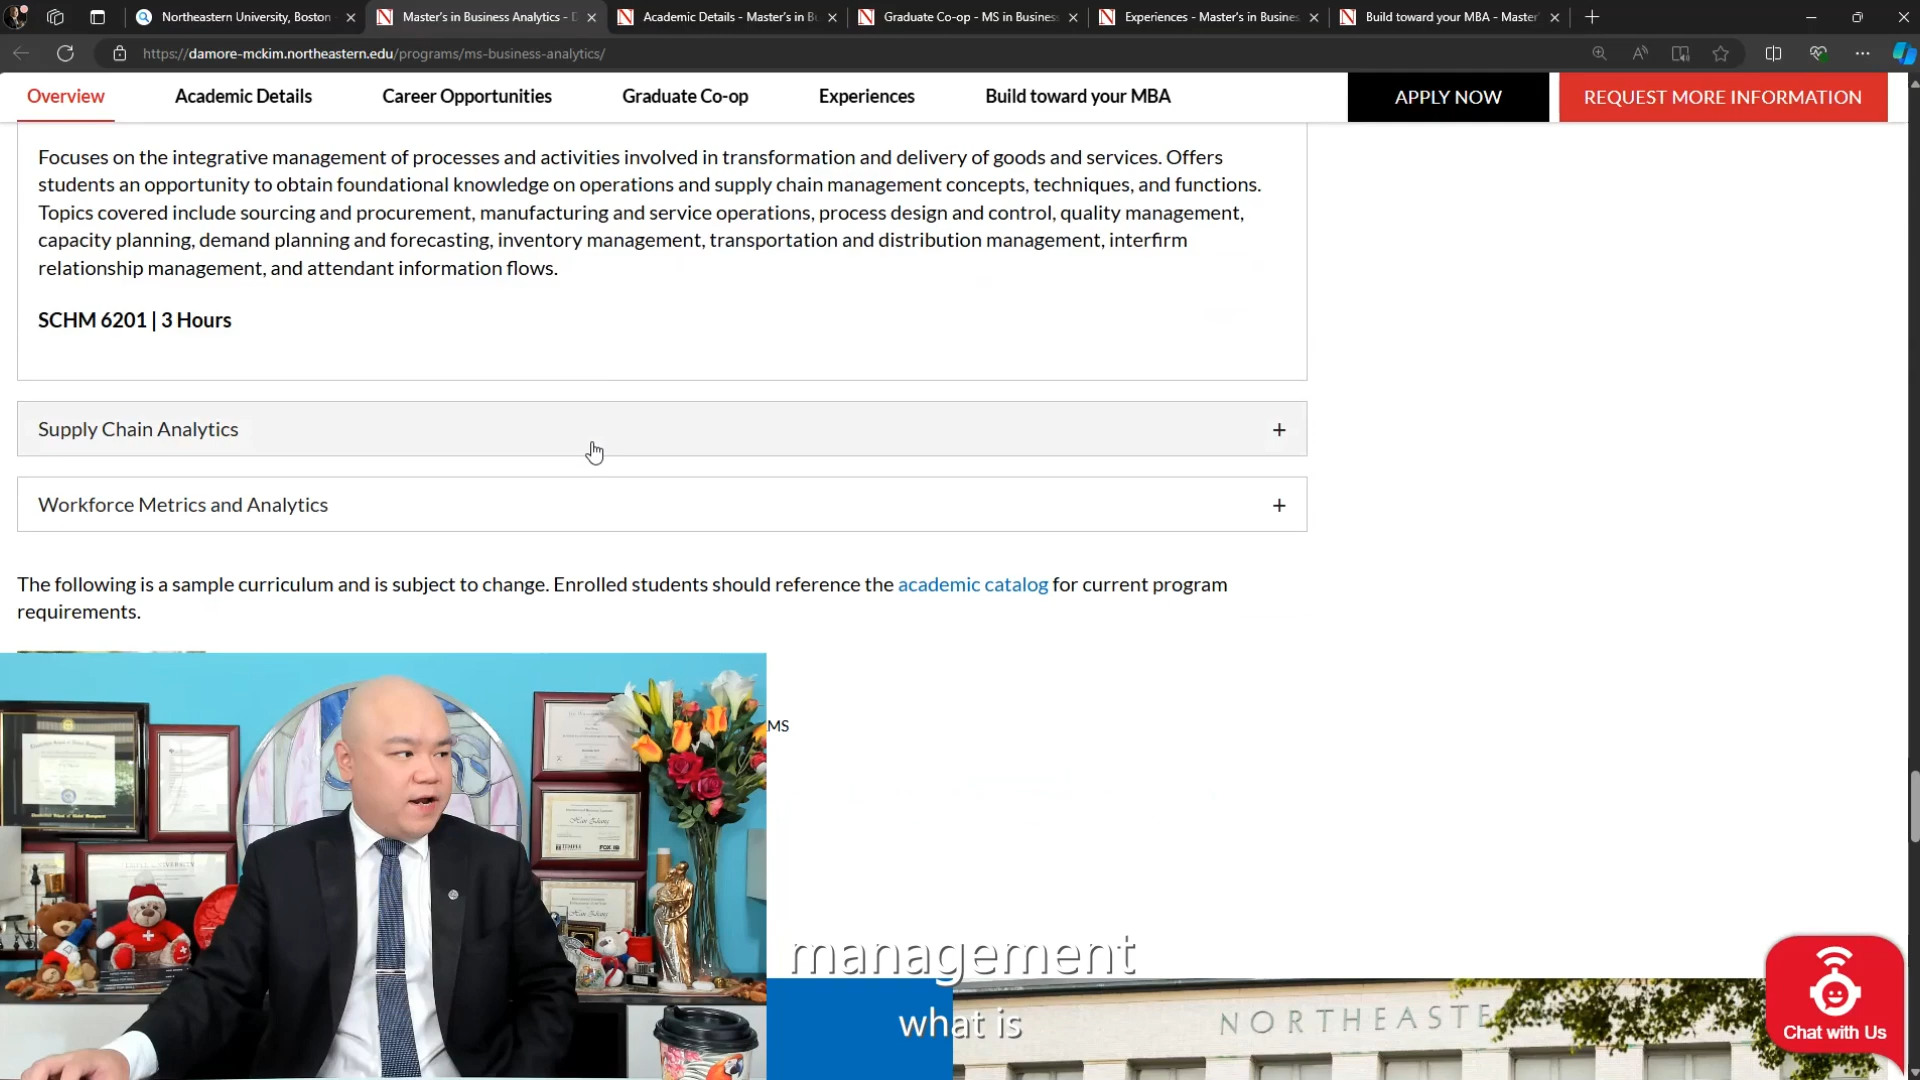 Northeastern University, Boston
Master's in Business Analytics - D
Academic Details - Master's in Bu
Graduate Co-op - MS in Business
Experiences - Master's in Busines
Build toward your MBA - Master'
https://damore-mckim.northeastern.edu/programs/ms-business-analytics/
Overview
Academic Details
Career Opportunities
Graduate Co-op
Experiences
Build toward your MBA
APPLY NOW
REQUEST MORE INFORMATION
Focuses on the integrative management of processes and activities involved in transformation and delivery of goods and services. Offers
students an opportunity to obtain foundational knowledge on operations and supply chain management concepts, techniques, and functions.
Topics covered include sourcing and procurement, manufacturing and service operations, process design and control, quality management,
capacity planning, demand planning and forecasting, inventory management, transportation and distribution management, interfirm
relationship management, and attendant information flows.
SCHM 6201 | 3 Hours
Supply Chain Analytics
+
Workforce Metrics and Analytics
+
The following is a sample curriculum and is subject to change. Enrolled students should reference the academic catalog for current program
requirements.
MS
management
what is
NORTHEASTE
Chat with Us